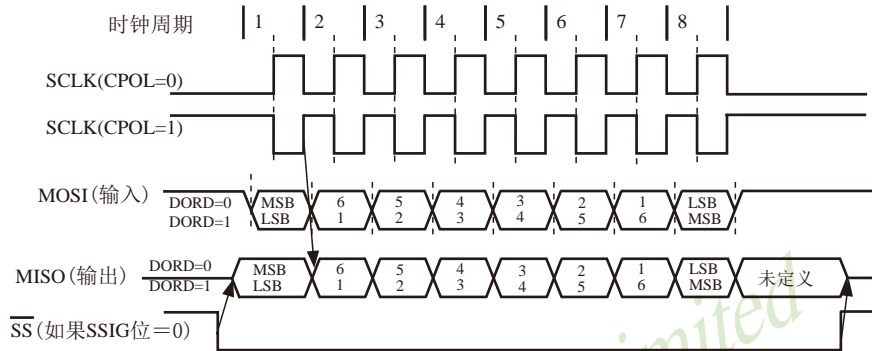 时钟周期 1 2 3 4 5 6 7 8
SCLK(CPOL=0)
SCLK(CPOL=1)
MOSI(输入) DORD=0 MSB 6 5 4 3 2 1 LSB
DORD=1 LSB 1 2 3 4 5 6 MSB
MISO(输出) DORD=0 MSB 6 5 4 3 2 1 LSB 未定义
DORD=1 LSB 1 2 3 4 5 6 MSB
SS(如果SSIG位=0)
imited